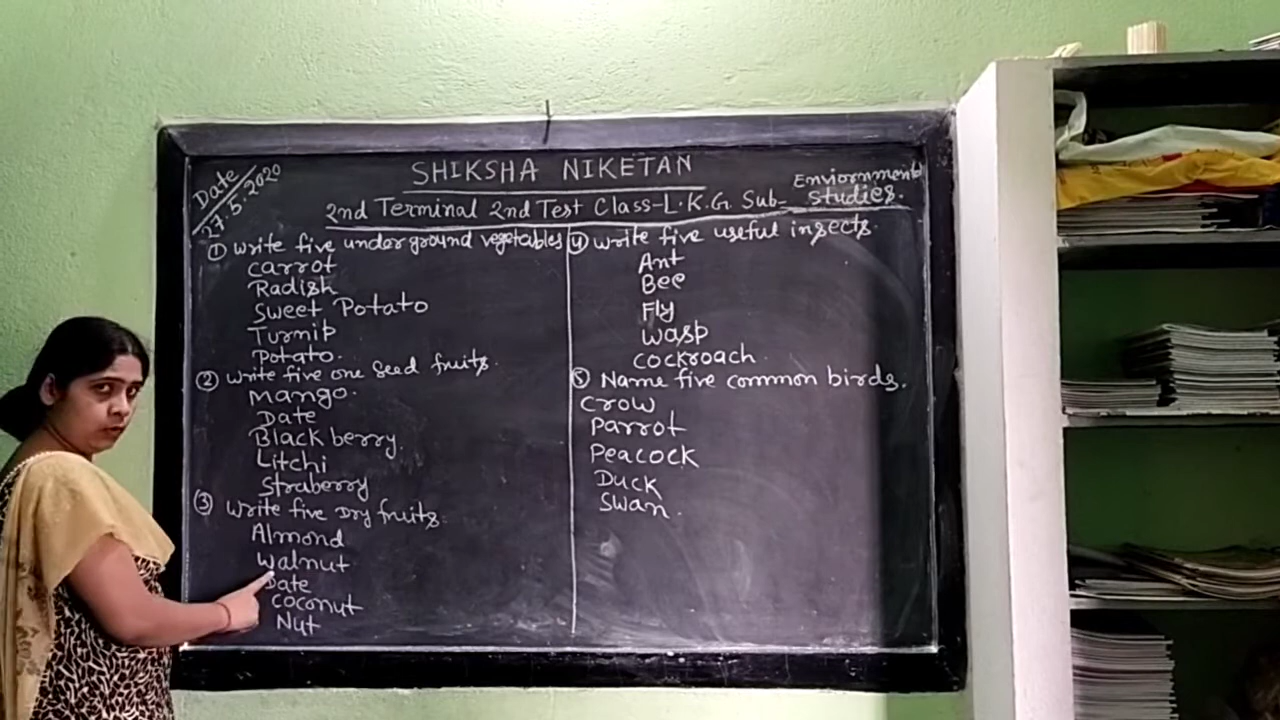 SHIKSHA NIKETAN
Date
27.5.2020
2nd Terminal 2nd Test Class-L.K.G. Sub- Enviornmental
studies.
① Write five underground vegetables
Carrot
Radish
Sweet Potato
Turnip
Potato.
② Write five one seed fruits.
Mango.
Date
Black berry.
Litchi
Straberry
③ Write five Dry fruits.
Almond
Walnut
Date
Coconut
Nut
④ Write five useful insects.
Ant
Bee
Fly
Wasp
Cockroach.
⑤ Name five common birds.
Crow
Parrot
Peacock
Duck
Swan.